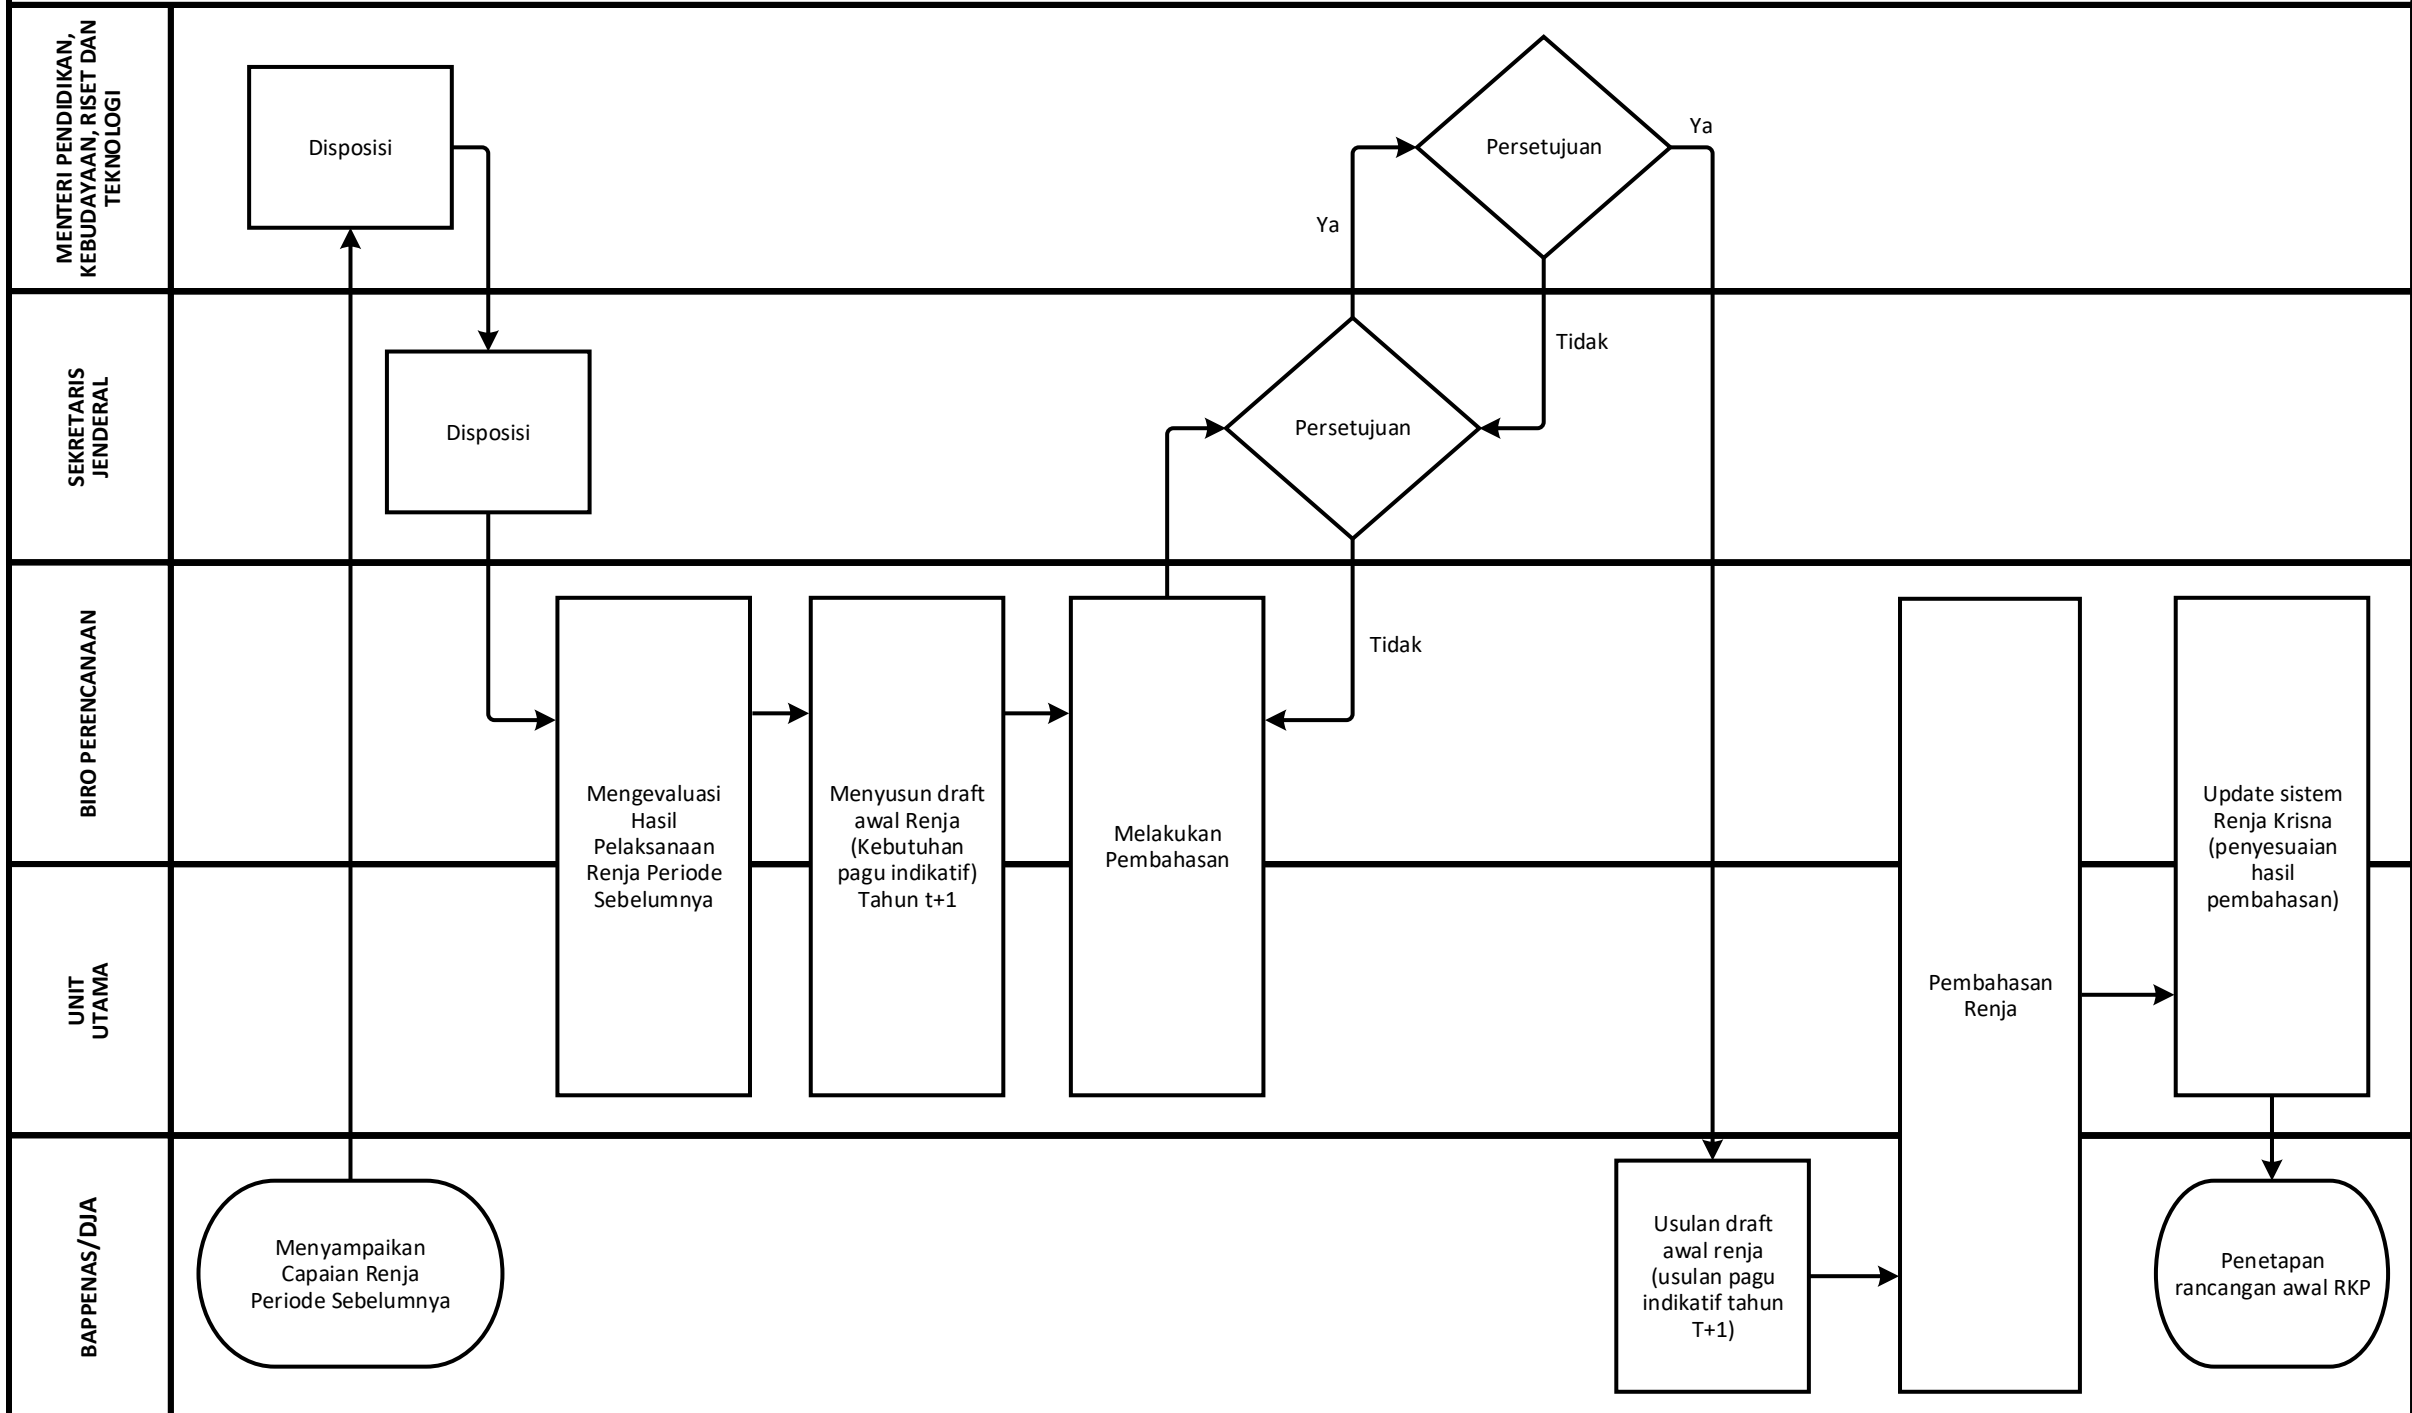 MENTERI PENDIDIKAN,
KEBUDAYAAN, RISET DAN
TEKNOLOGI
Disposisi
Persetujuan
Ya
Ya
Tidak
SEKRETARIS
JENDERAL
Disposisi
Persetujuan
Tidak
BIRO PERENCANAAN
Mengevaluasi
Hasil
Pelaksanaan
Renja Periode
Sebelumnya
Menyusun draft
awal Renja
(Kebutuhan
pagu indikatif)
Tahun t+1
Melakukan
Pembahasan
Update sistem
Renja Krisna
(penyesuaian
hasil
pembahasan)
UNIT
UTAMA
Pembahasan
Renja
BAPPENAS/DJA
Menyampaikan
Capaian Renja
Periode Sebelumnya
Usulan draft
awal renja
(usulan pagu
indikatif tahun
T+1)
Penetapan
rancangan awal RKP